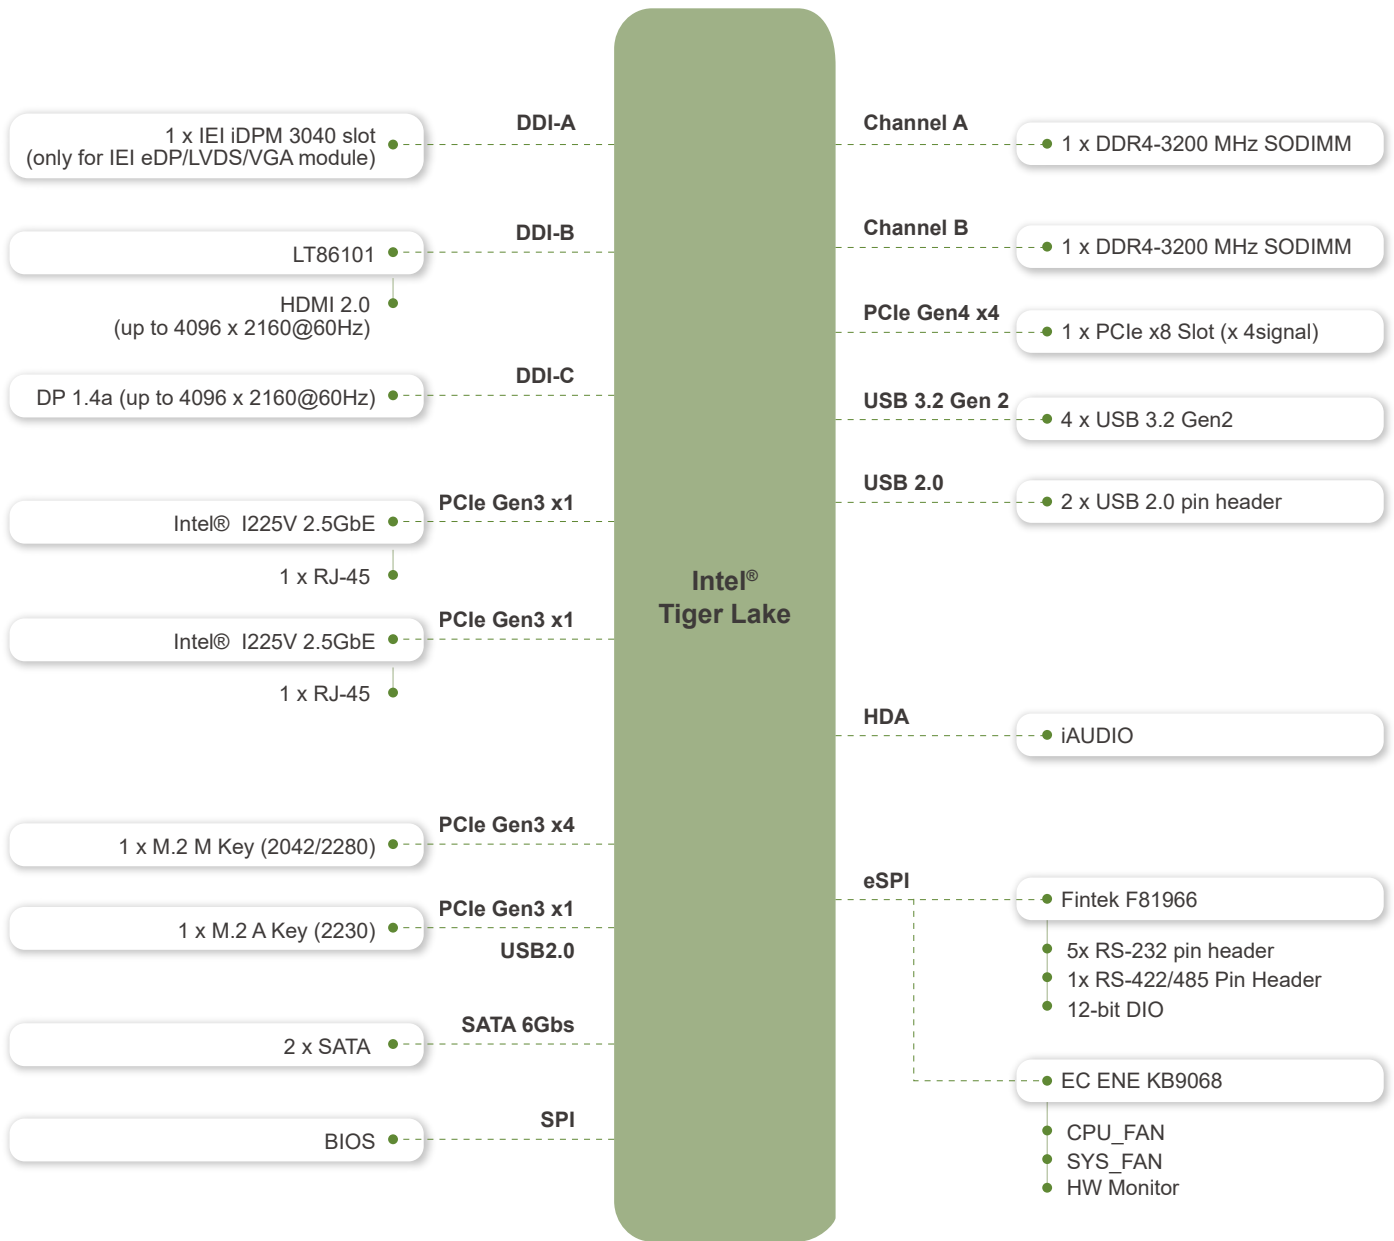 DDI-A
1 x IEI iDPM 3040 slot
(only for IEI eDP/LVDS/VGA module)
DDI-B
LT86101
HDMI 2.0
(up to 4096 x 2160@60Hz)
DDI-C
DP 1.4a (up to 4096 x 2160@60Hz)
PCIe Gen3 x1
Intel® I225V 2.5GbE
1 x RJ-45
PCIe Gen3 x1
Intel® I225V 2.5GbE
1 x RJ-45
PCIe Gen3 x4
1 x M.2 M Key (2042/2280)
PCIe Gen3 x1
1 x M.2 A Key (2230)
USB2.0
SATA 6Gbs
2 x SATA
SPI
BIOS
Intel®
Tiger Lake
Channel A
1 x DDR4-3200 MHz SODIMM
Channel B
1 x DDR4-3200 MHz SODIMM
PCIe Gen4 x4
1 x PCIe x8 Slot (x 4signal)
USB 3.2 Gen 2
4 x USB 3.2 Gen2
USB 2.0
2 x USB 2.0 pin header
HDA
iAUDIO
eSPI
Fintek F81966
5x RS-232 pin header
1x RS-422/485 Pin Header
12-bit DIO
EC ENE KB9068
CPU_FAN
SYS_FAN
HW Monitor